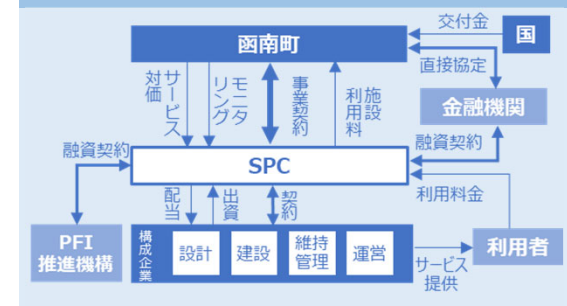 交付金
国
函南町
直接協定
サービス
対価
モニタ
リング
事業契約
施設
利用料
金融機関
融資契約
融資契約
SPC
配当
出資
契約
利用料金
PFI
推進機構
構成企業
設計
建設
維持
管理
運営
サービス
提供
利用者